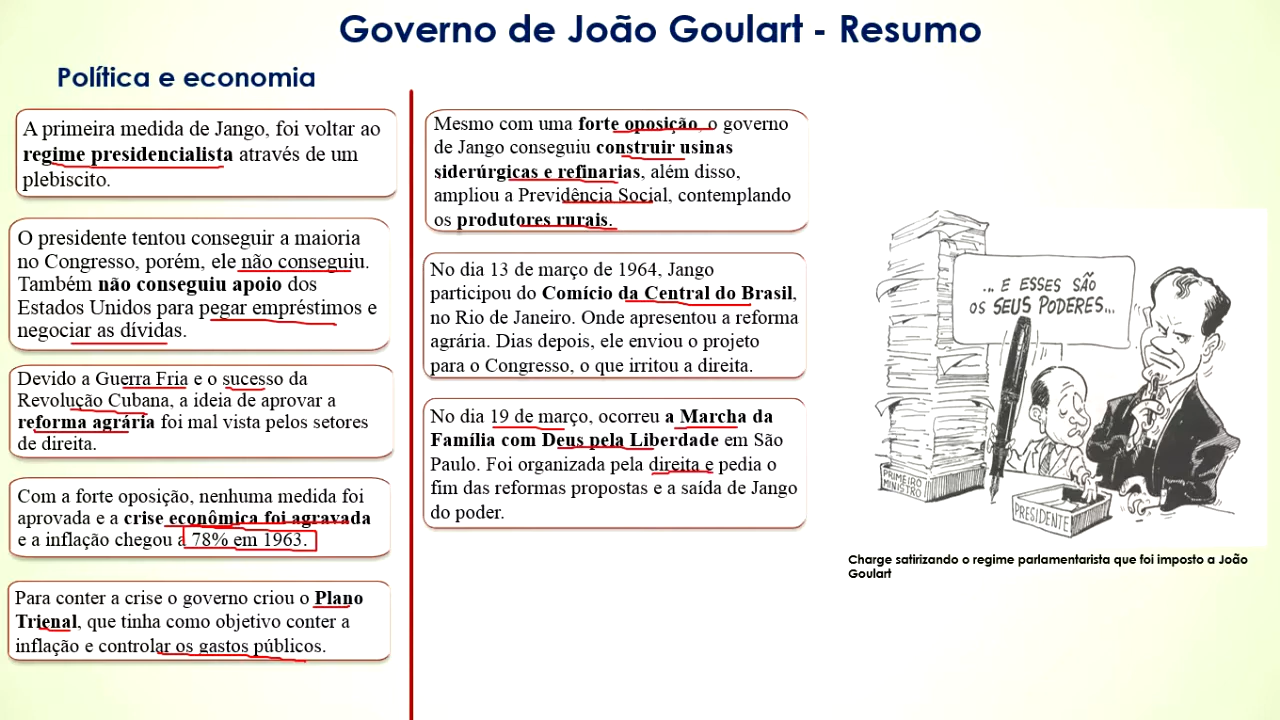 Governo de João Goulart - Resumo
Política e economia
A primeira medida de Jango, foi voltar ao
regime presidencialista através de um
plebiscito.
O presidente tentou conseguir a maioria
no Congresso, porém, ele não conseguiu.
Também não conseguiu apoio dos
Estados Unidos para pegar empréstimos e
negociar as dívidas.
Devido a Guerra Fria e o sucesso da
Revolução Cubana, a ideia de aprovar a
reforma agrária foi mal vista pelos setores
de direita.
Com a forte oposição, nenhuma medida foi
aprovada e a crise econômica foi agravada
e a inflação chegou a 78% em 1963.
Para conter a crise o governo criou o Plano
Trienal, que tinha como objetivo conter a
inflação e controlar os gastos públicos.
Mesmo com uma forte oposição, o governo
de Jango conseguiu construir usinas
siderúrgicas e refinarias, além disso,
ampliou a Previdência Social, contemplando
os produtores rurais.
No dia 13 de março de 1964, Jango
participou do Comício da Central do Brasil,
no Rio de Janeiro. Onde apresentou a reforma
agrária. Dias depois, ele enviou o projeto
para o Congresso, o que irritou a direita.
No dia 19 de março, ocorreu a Marcha da
Família com Deus pela Liberdade em São
Paulo. Foi organizada pela direita e pedia o
fim das reformas propostas e a saída de Jango
do poder.
... E ESSES SÃO
OS SEUS PODERES...
PRIMEIRO
MINISTRO
PRESIDENTE
Charge satirizando o regime parlamentarista que foi imposto a João
Goulart